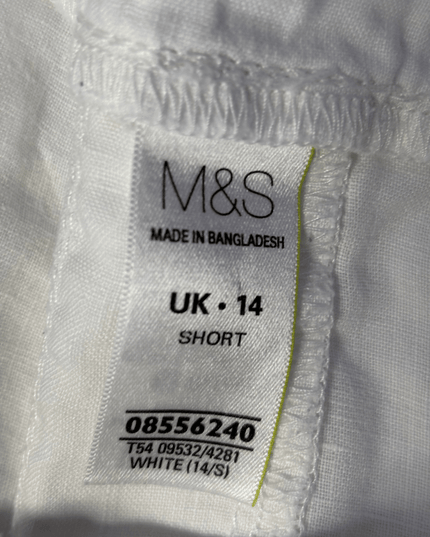 M&S
MADE IN BANGLADESH
UK • 14
SHORT
08556240
T54 09532/4281
WHITE (14/S)